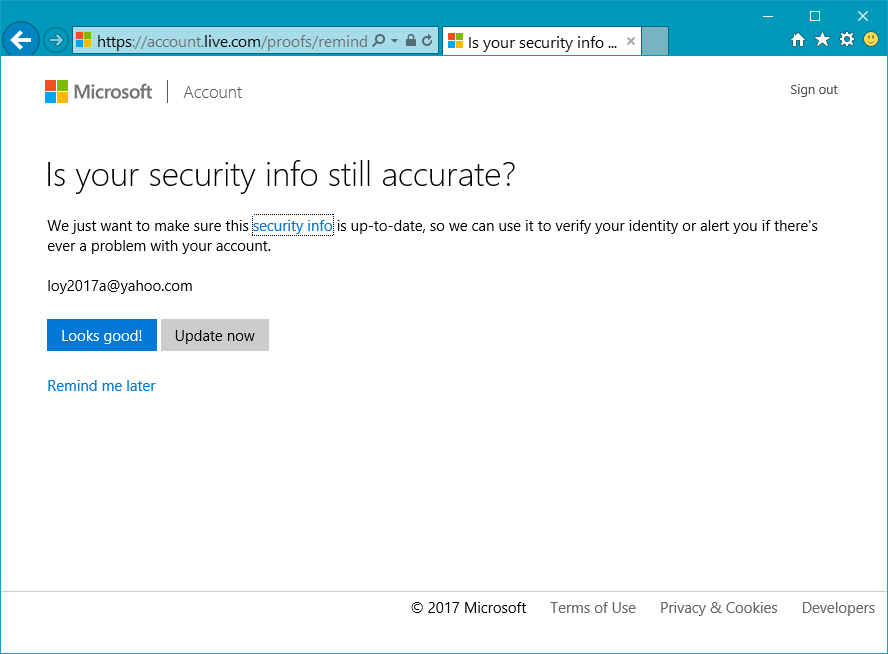 https://account.live.com/proofs/remind
Is your security info ...
Microsoft
Account
Sign out
Is your security info still accurate?
We just want to make sure this security info is up-to-date, so we can use it to verify your identity or alert you if there's
ever a problem with your account.
loy2017a@yahoo.com
Looks good!
Update now
Remind me later
© 2017 Microsoft
Terms of Use
Privacy & Cookies
Developers